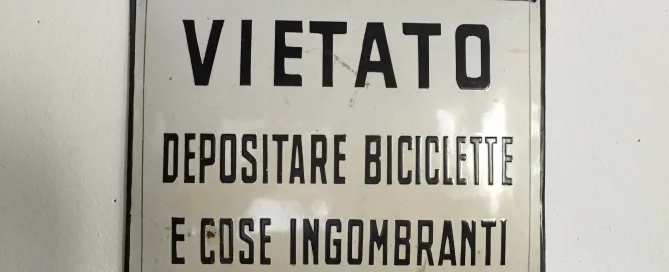 VIETATO
DEPOSITARE BICICLETTE
E COSE INGOMBRANTI